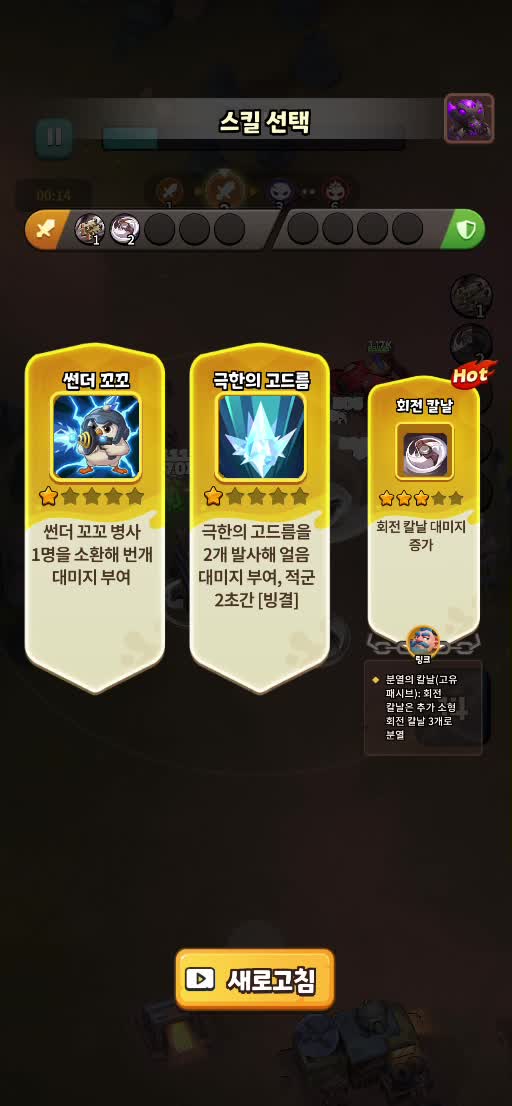 스킬 선택
00:14
1
2
썬더 꼬꼬
극한의 고드름
Hot
회전 칼날
썬더 꼬꼬 병사
1명을 소환해 번개
대미지 부여
극한의 고드름을
2개 발사해 얼음
대미지 부여, 적군
2초간 [빙결]
회전 칼날 대미지
증가
링크
분열의 칼날(고유
패시브): 회전
칼날은 추가 소형
회전 칼날 3개로
분열
새로고침